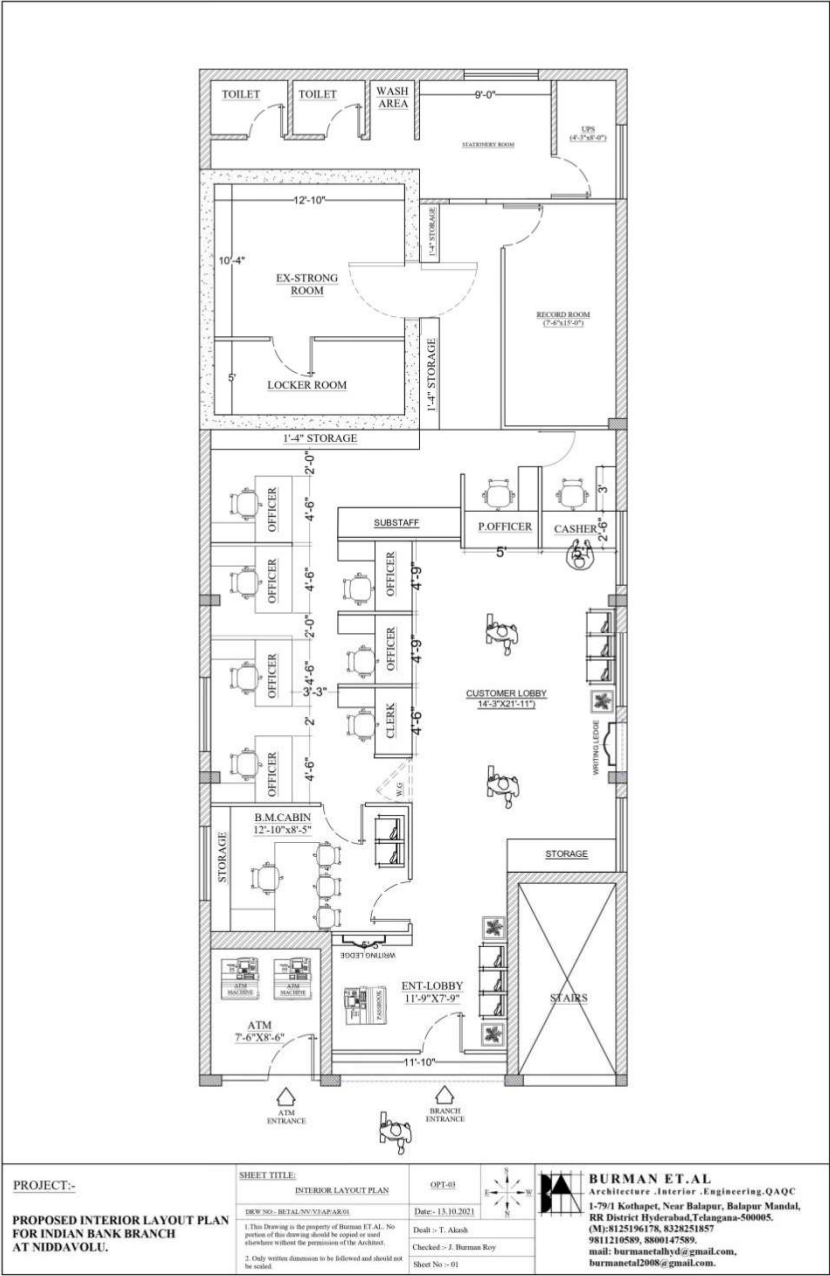 TOILET
TOILET
WASH
AREA
9'-0"
STATIONERY ROOM
UPS
(4'-3"x8'-0")
12'-10"
10'-4"
EX-STRONG
ROOM
1'-4" STORAGE
RECORD ROOM
(7'-6"x15'-0")
5'
LOCKER ROOM
1'-4" STORAGE
1'-4" STORAGE
2'-0"
OFFICER
4'-6"
SUBSTAFF
P.OFFICER
CASHER
3'
2'-6"
5'
5'
OFFICER
4'-6"
OFFICER
4'-9"
2'-0"
OFFICER
4'-6"
OFFICER
4'-9"
3'-3"
CUSTOMER LOBBY
14'-3"X21'-11")
2'
CLERK
4'-6"
WRITING LEDGE
OFFICER
4'-6"
W.G
B.M.CABIN
12'-10"x8'-5"
STORAGE
STORAGE
WRITING LEDGE
ATM
MACHINE
ATM
MACHINE
ENT-LOBBY
11'-9"X7'-9"
PASSBOOK
STAIRS
ATM
7'-6"X8'-6"
11'-10"
ATM
ENTRANCE
BRANCH
ENTRANCE
PROJECT:-
PROPOSED INTERIOR LAYOUT PLAN
FOR INDIAN BANK BRANCH
AT NIDDAVOLU.
SHEET TITLE:
INTERIOR LAYOUT PLAN
DRW NO:- BETAL/NV/VJ/AP/AR/01
1.This Drawing is the property of Burman ET.AL. No
portion of this drawing should be copied or used
elsewhere without the permission of the Architect.
2. Only written dimension to be followed and should not
be scaled.
OPT-03
Date:- 13.10.2021
Dealt :- T. Akash
Checked :- J. Burman Roy
Sheet No :- 01
BURMAN ET.AL
Architecture .Interior .Engineering.QAQC
1-79/1 Kothapet, Near Balapur, Balapur Mandal,
RR District Hyderabad,Telangana-500005.
(M):8125196178, 8328251857
9811210589, 8800147589.
mail: burmanetalhyd@gmail.com,
burmanetal2008@gmail.com.